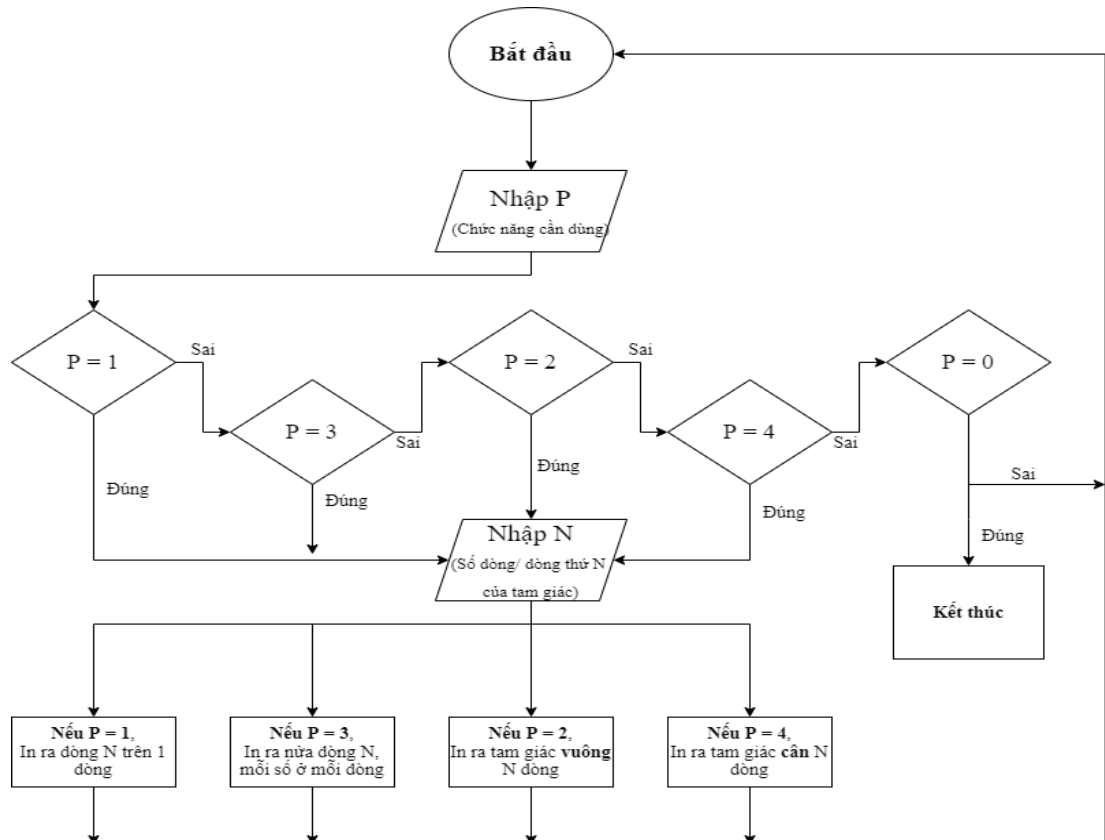 Bắt đầu
Nhập P
(Chức năng cần dùng)
P = 1
Sai
P = 3
Sai
P = 2
Sai
P = 4
Sai
P = 0
Đúng
Đúng
Đúng
Đúng
Sai
Đúng
Nhập N
(Số dòng/ dòng thứ N
của tam giác)
Kết thúc
Nếu P = 1,
In ra dòng N trên 1
dòng
Nếu P = 3,
In ra nửa dòng N,
mỗi số ở mỗi dòng
Nếu P = 2,
In ra tam giác vuông
N dòng
Nếu P = 4,
In ra tam giác cân N
dòng